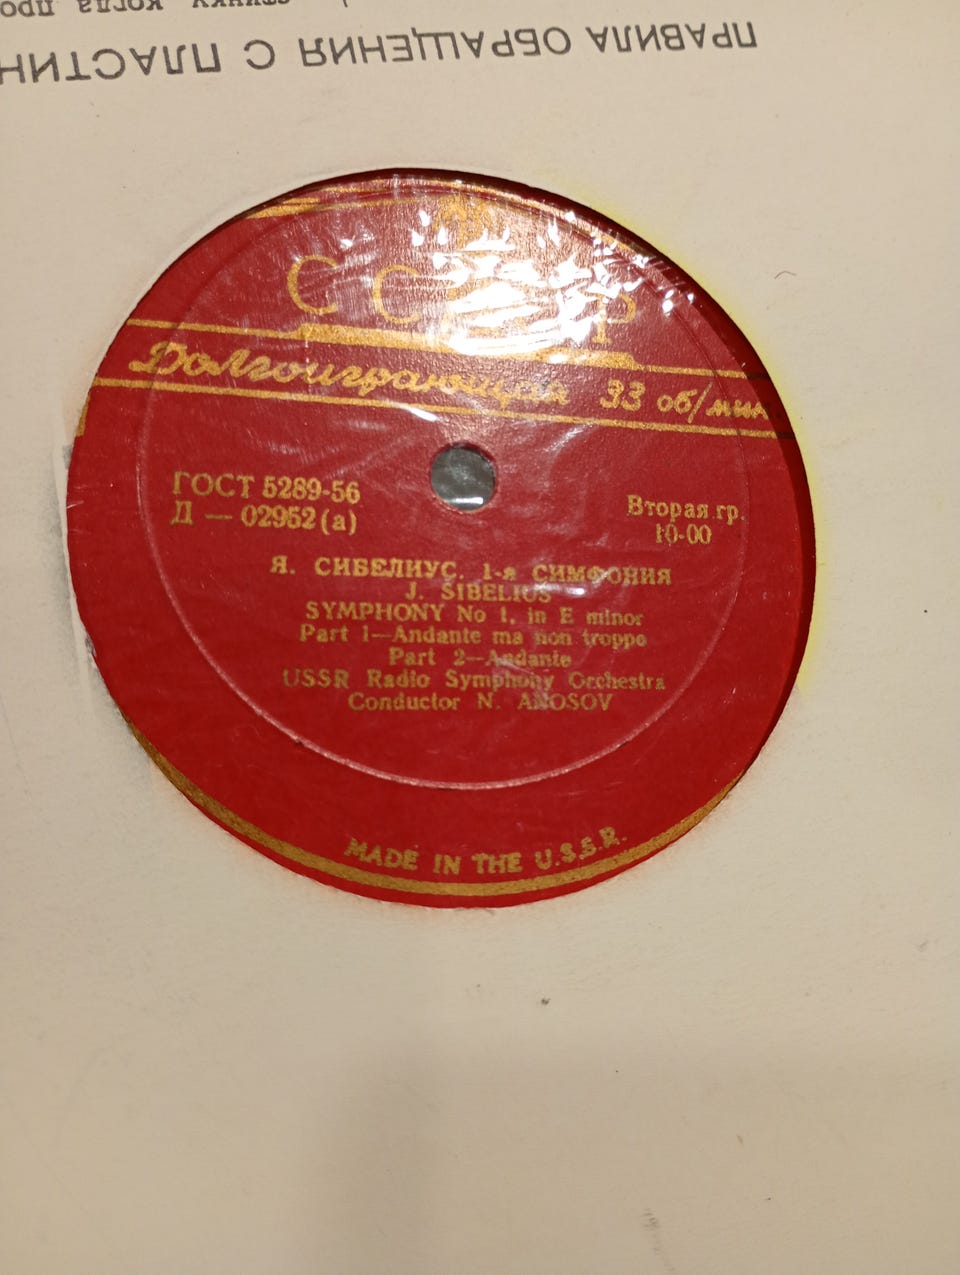 ПРАВИЛА ОБРАЩЕНИЯ С ПЛАСТИН
когда про
СССР
Долгоиграющая 33 об/мин
ГОСТ 5289-56
Д — 02952 (а)
Вторая гр.
10-00
Я. СИБЕЛИУС, 1-я СИМФОНИЯ
J. SIBELIUS
SYMPHONY No 1, in E minor
Part 1—Andante ma non troppo
Part 2—Andante
USSR Radio Symphony Orchestra
Conductor N. ANOSOV
MADE IN THE U.S.S.R.